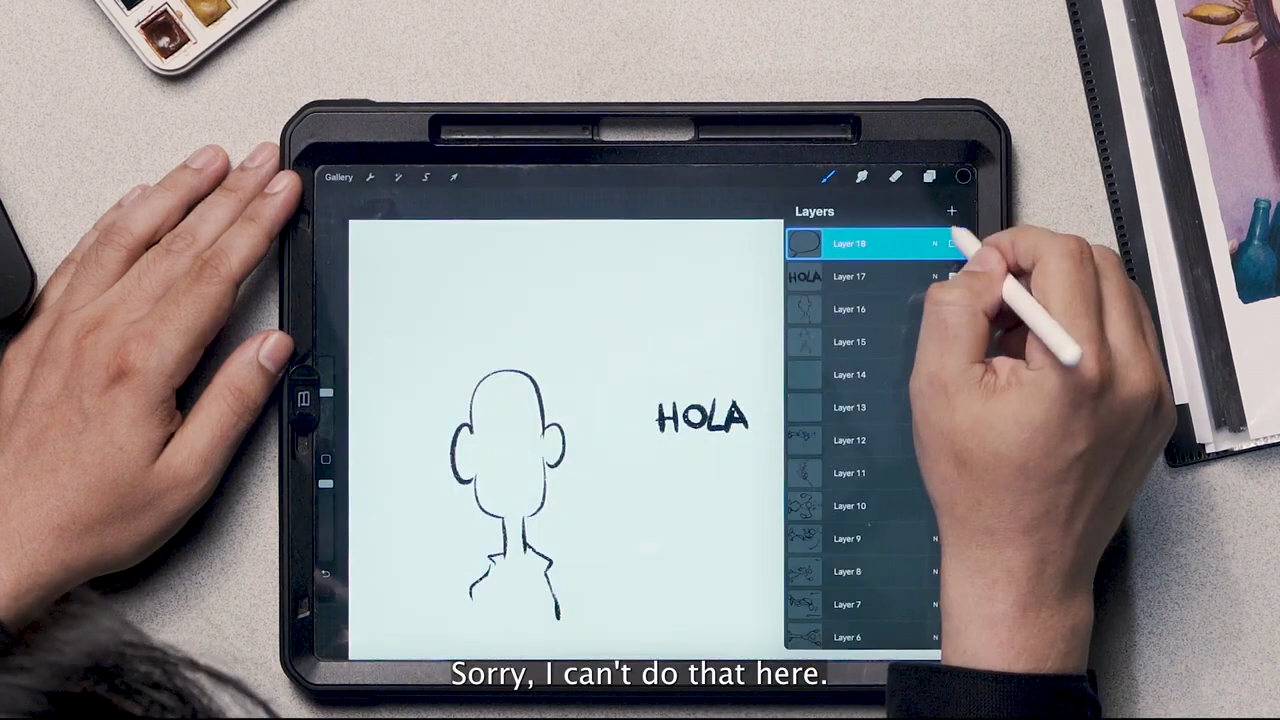 Gallery
Layers
Layer 18 N
HOLA Layer 17 N
Layer 16
Layer 15
Layer 14
Layer 13
Layer 12
Layer 11
Layer 10
Layer 9 N
Layer 8 N
Layer 7 N
Layer 6 N
HOLA
Sorry, I can't do that here.